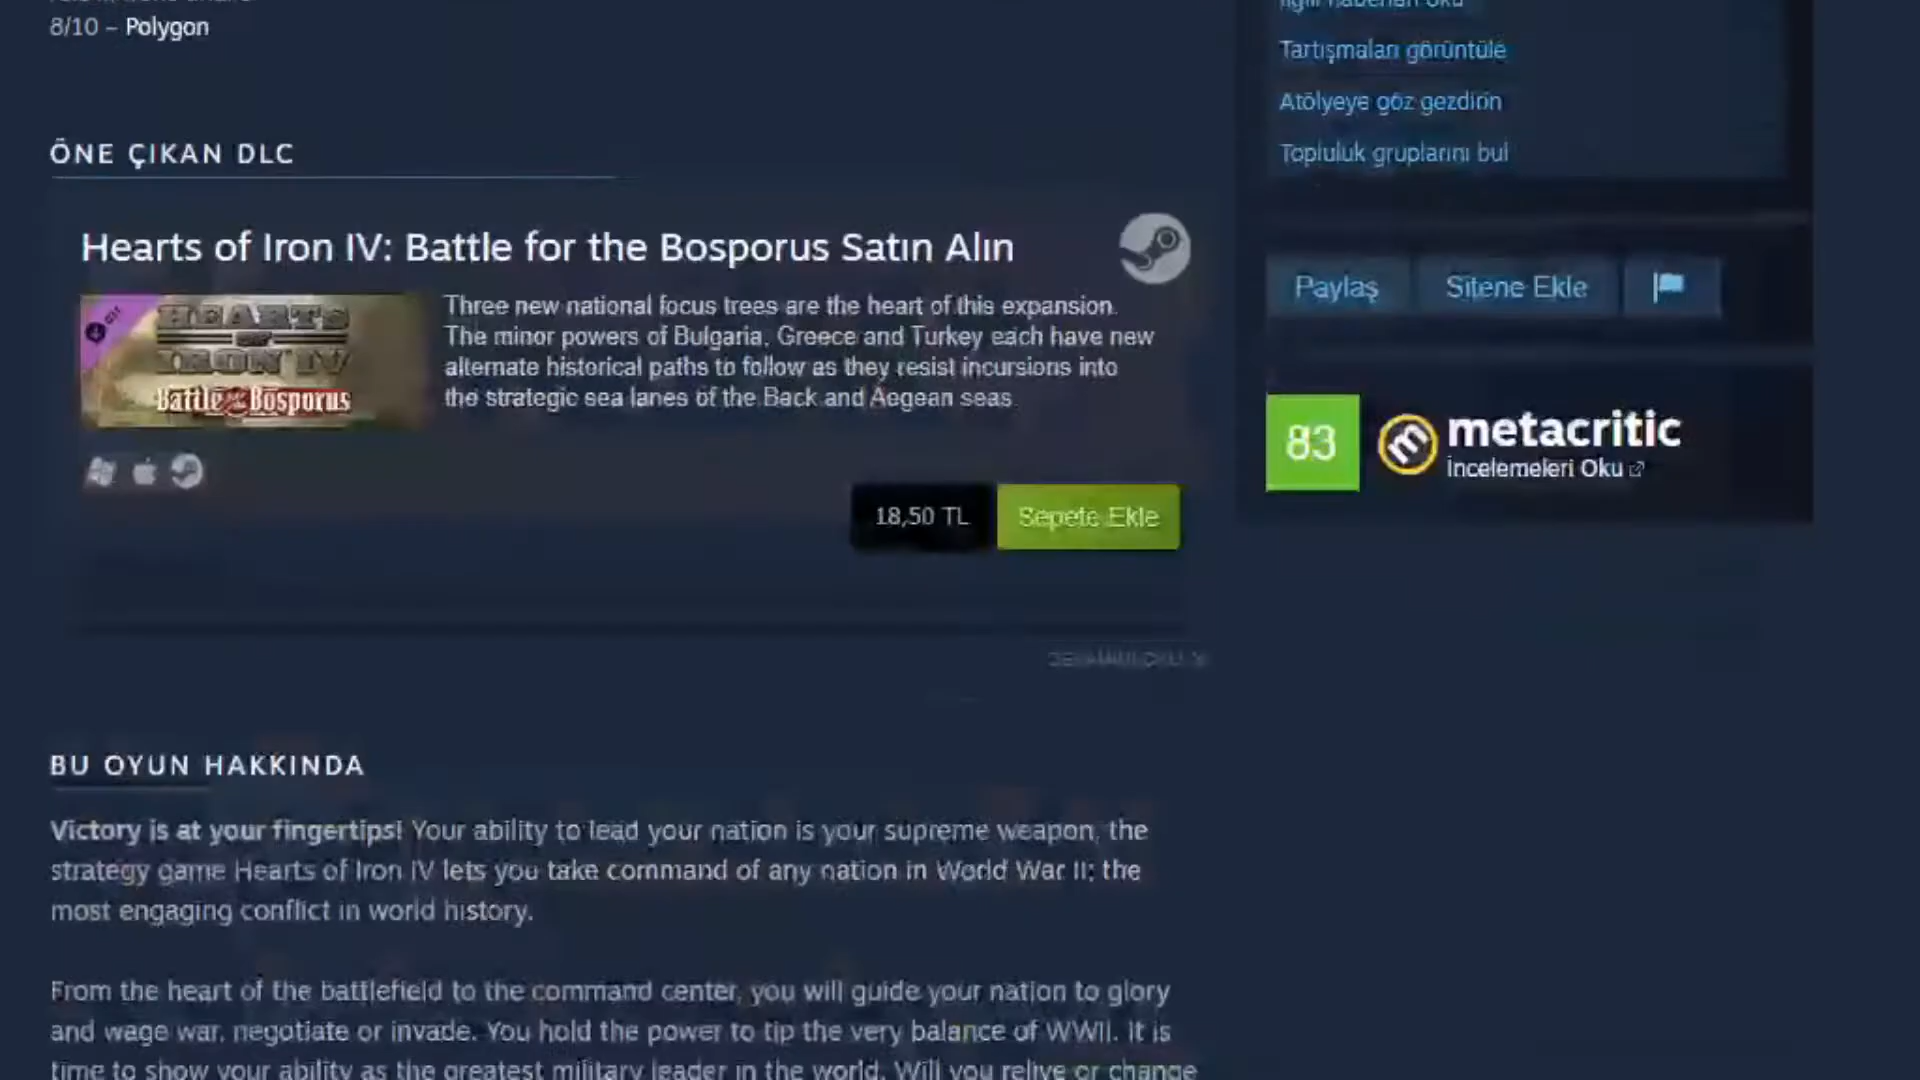 8/10 – Polygon
Tartışmaları görüntüle
Atölyeye göz gezdirin
Topluluk gruplarını bul
ÖNE ÇIKAN DLC
Hearts of Iron IV: Battle for the Bosporus Satın Alın
HEARTS
IRON IV
Battle Bosporus
Three new national focus trees are the heart of this expansion.
The minor powers of Bulgaria, Greece and Turkey each have new
alternate historical paths to follow as they resist incursions into
the strategic sea lanes of the Back and Aegean seas
18,50 TL
Sepete Ekle
Paylaş
Sitene Ekle
83
metacritic
İncelemeleri Oku
BU OYUN HAKKINDA
Victory is at your fingertips! Your ability to lead your nation is your supreme weapon, the
strategy game Hearts of Iron IV lets you take command of any nation in World War II; the
most engaging conflict in world history.
From the heart of the battlefield to the command center, you will guide your nation to glory
and wage war, negotiate or invade. You hold the power to tip the very balance of WWII. It is
time to show your ability as the greatest military leader in the world. Will you relive or change